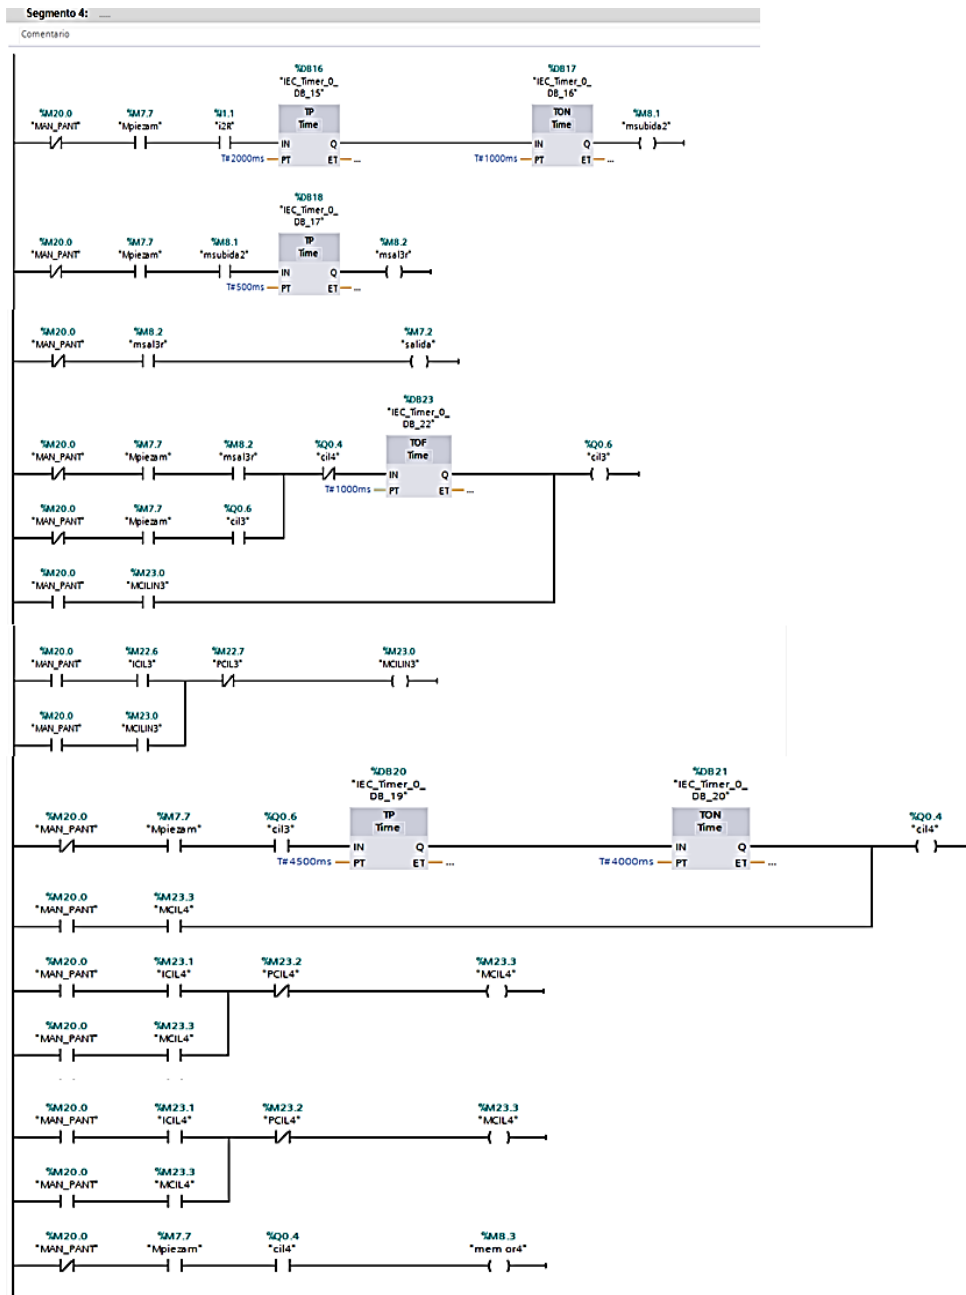 Segmento 4: ....
Comentario
%DB16 %DB17
"IEC_Timer_0_ "IEC_Timer_0_
DB_15" DB_16"
%M20.0 %M7.7 %I1.1 TP TON %M8.1
"MAN_PANT" "Mpiezam" "i2R" Time Time "msubida2"
IN Q IN Q
T#2000ms PT ET ... T#1000ms PT ET ...
%DB18
"IEC_Timer_0_
DB_17"
%M20.0 %M7.7 %M8.1 TP %M8.2
"MAN_PANT" "Mpiezam" "msubida2" Time "msal3r"
IN Q
T#500ms PT ET ...
%M20.0 %M8.2 %M7.2
"MAN_PANT" "msal3r" "salida"
%DB23
"IEC_Timer_0_
DB_22"
%M20.0 %M7.7 %M8.2 %Q0.4 TOF %Q0.6
"MAN_PANT" "Mpiezam" "msal3r" "cil4" Time "cil3"
IN Q
T#1000ms PT ET ...
%M20.0 %M7.7 %Q0.6
"MAN_PANT" "Mpiezam" "cil3"
%M20.0 %M23.0
"MAN_PANT" "MCILIN3"
%M20.0 %M22.6 %M22.7 %M23.0
"MAN_PANT" "ICIL3" "PCIL3" "MCILIN3"
%M20.0 %M23.0
"MAN_PANT" "MCILIN3"
%DB20 %DB21
"IEC_Timer_0_ "IEC_Timer_0_
DB_19" DB_20"
%M20.0 %M7.7 %Q0.6 TP TON %Q0.4
"MAN_PANT" "Mpiezam" "cil3" Time Time "cil4"
IN Q IN Q
T#4500ms PT ET ... T#4000ms PT ET ...
%M20.0 %M23.3
"MAN_PANT" "MCIL4"
%M20.0 %M23.1 %M23.2 %M23.3
"MAN_PANT" "ICIL4" "PCIL4" "MCIL4"
%M20.0 %M23.3
"MAN_PANT" "MCIL4"
%M20.0 %M23.1 %M23.2 %M23.3
"MAN_PANT" "ICIL4" "PCIL4" "MCIL4"
%M20.0 %M23.3
"MAN_PANT" "MCIL4"
%M20.0 %M7.7 %Q0.4 %M8.3
"MAN_PANT" "Mpiezam" "cil4" "mem or4"